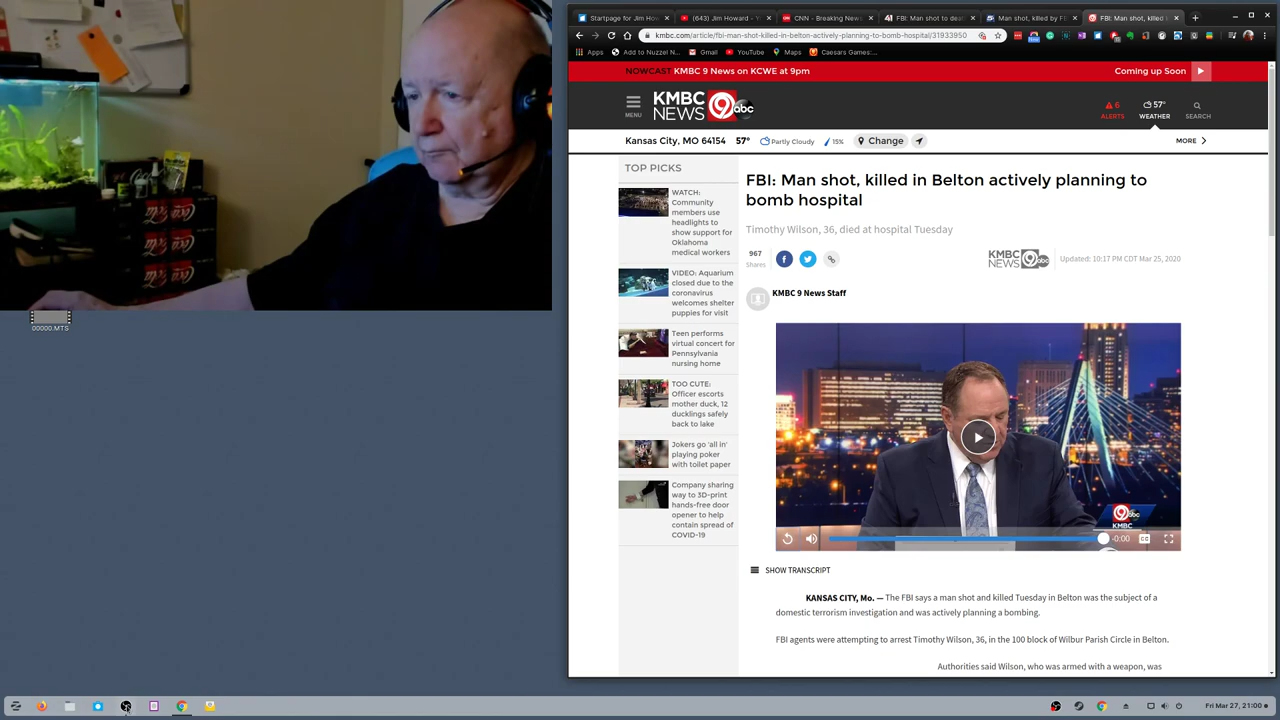 Startpage for Jim How
(643) Jim Howard - Y
CNN - Breaking New
FBI: Man shot to dea
Man, shot, killed by F
FBI: Man shot, killed
kmbc.com/article/fbi-man-shot-killed-in-belton-actively-planning-to-bomb-hospital/31933950
Apps
Add to Nuzzel N...
Gmail
YouTube
Maps
Caesars Games:...
NOWCAST KMBC 9 News on KCWE at 9pm
Coming up Soon
MENU
KMBC
NEWS
9
abc
6
ALERTS
57°
WEATHER
SEARCH
Kansas City, MO 64154
57°
Partly Cloudy
15%
Change
MORE
TOP PICKS
WATCH:
Community
members use
headlights to
show support for
Oklahoma
medical workers
VIDEO: Aquarium
closed due to the
coronavirus
welcomes shelter
puppies for visit
Teen performs
virtual concert for
Pennsylvania
nursing home
TOO CUTE:
Officer escorts
mother duck, 12
ducklings safely
back to lake
Jokers go 'all in'
playing poker
with toilet paper
Company sharing
way to 3D-print
hands-free door
opener to help
contain spread of
COVID-19
FBI: Man shot, killed in Belton actively planning to
bomb hospital
Timothy Wilson, 36, died at hospital Tuesday
967
Shares
KMBC
NEWS
9
abc
Updated: 10:17 PM CDT Mar 25, 2020
KMBC 9 News Staff
9
abc
KMBC
-0:00
CC
SHOW TRANSCRIPT
KANSAS CITY, Mo. — The FBI says a man shot and killed Tuesday in Belton was the subject of a
domestic terrorism investigation and was actively planning a bombing.
FBI agents were attempting to arrest Timothy Wilson, 36, in the 100 block of Wilbur Parish Circle in Belton.
Authorities said Wilson, who was armed with a weapon, was
00000.MTS
Fri Mar 27, 21:00